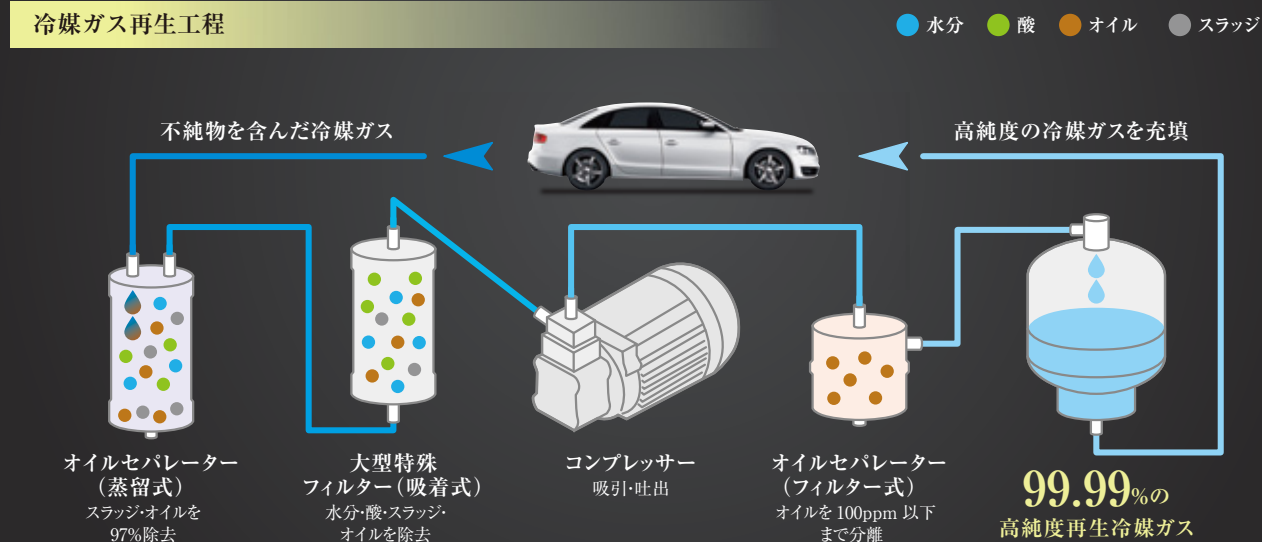 冷媒ガス再生工程
水分 酸 オイル スラッジ
不純物を含んだ冷媒ガス
高純度の冷媒ガスを充填
オイルセパレーター
（蒸留式）
スラッジ・オイルを
97%除去
大型特殊
フィルター（吸着式）
水分・酸・スラッジ・
オイルを除去
コンプレッサー
吸引・吐出
オイルセパレーター
（フィルター式）
オイルを100ppm 以下
まで分離
99.99%の
高純度再生冷媒ガス